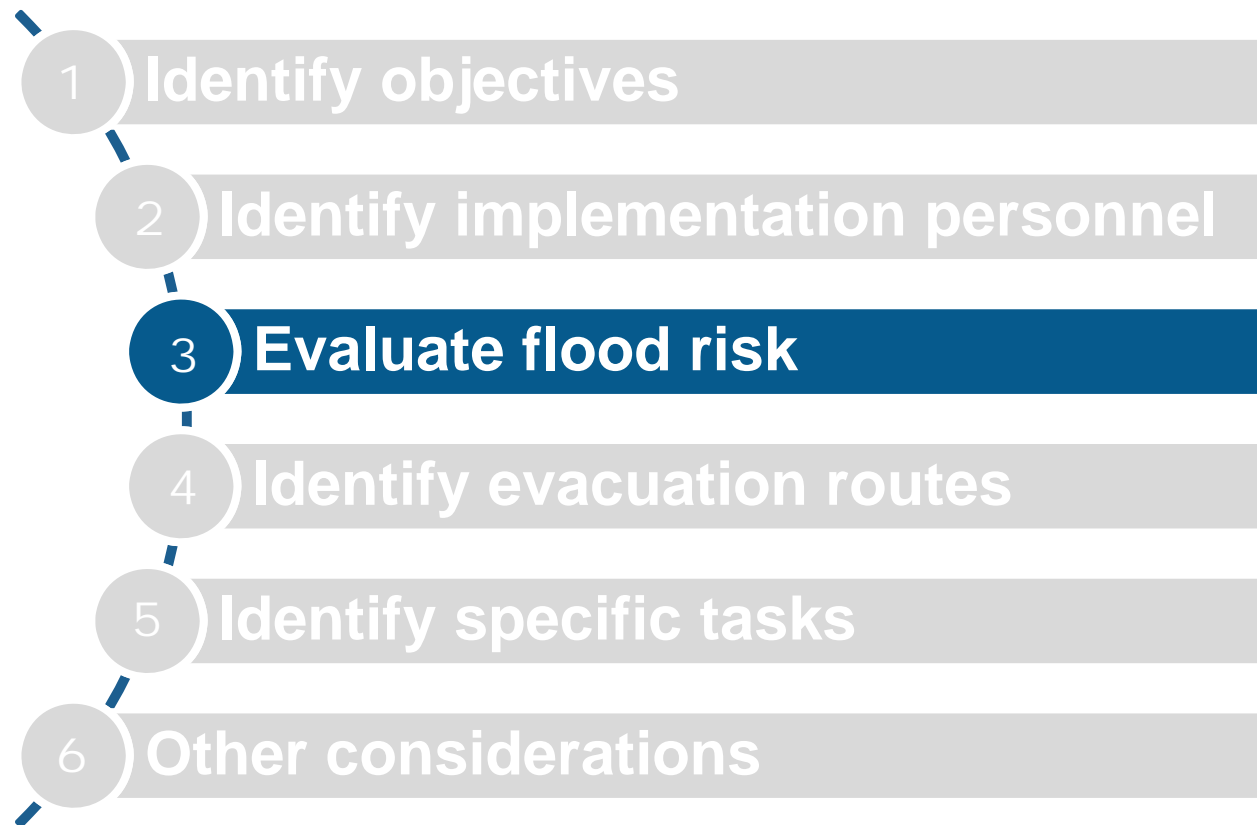 1 Identify objectives
2 Identify implementation personnel
3 Evaluate flood risk
4 Identify evacuation routes
5 Identify specific tasks
6 Other considerations